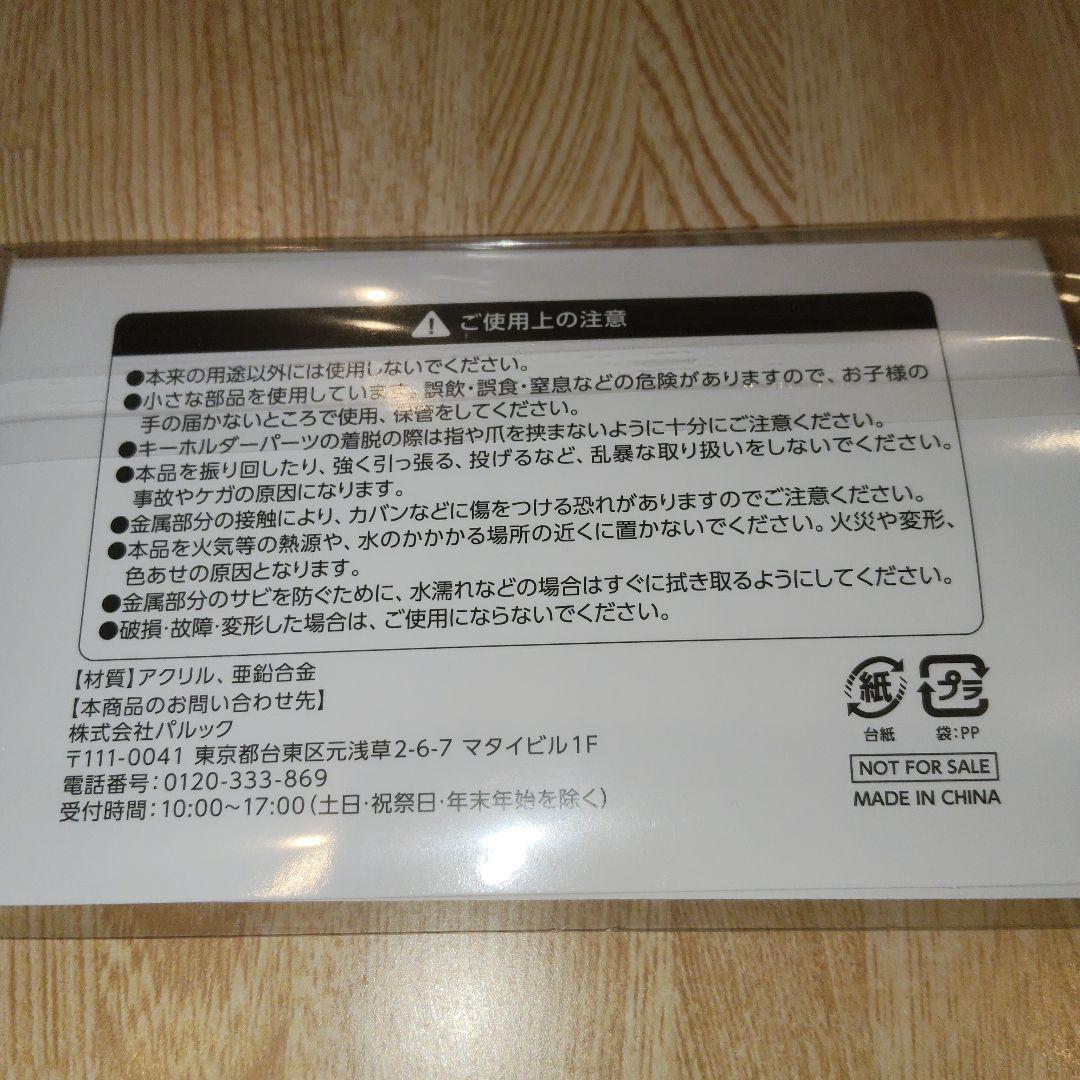 ご使用上の注意
●本来の用途以外には使用しないでください。
●小さな部品を使用しています。誤飲・誤食・窒息などの危険がありますので、お子様の
手の届かないところで使用、保管をしてください。
●キーホルダーパーツの着脱の際は指や爪を挟まないように十分にご注意ください。
●本品を振り回したり、強く引っ張る、投げるなど、乱暴な取り扱いをしないでください。
事故やケガの原因になります。
●金属部分の接触により、カバンなどに傷をつける恐れがありますのでご注意ください。
●本品を火気等の熱源や、水のかかかる場所の近くに置かないでください。火災や変形、
色あせの原因となります。
●金属部分のサビを防ぐために、水濡れなどの場合はすぐに拭き取るようにしてください。
●破損・故障・変形した場合は、ご使用にならないでください。
【材質】アクリル、亜鉛合金
【本商品のお問い合わせ先】
株式会社パルック
〒111-0041 東京都台東区元浅草2-6-7 マタイビル1F
電話番号：0120-333-869
受付時間：10:00～17:00（土日・祝祭日・年末年始を除く）
紙 プラ
台紙 袋：PP
NOT FOR SALE
MADE IN CHINA